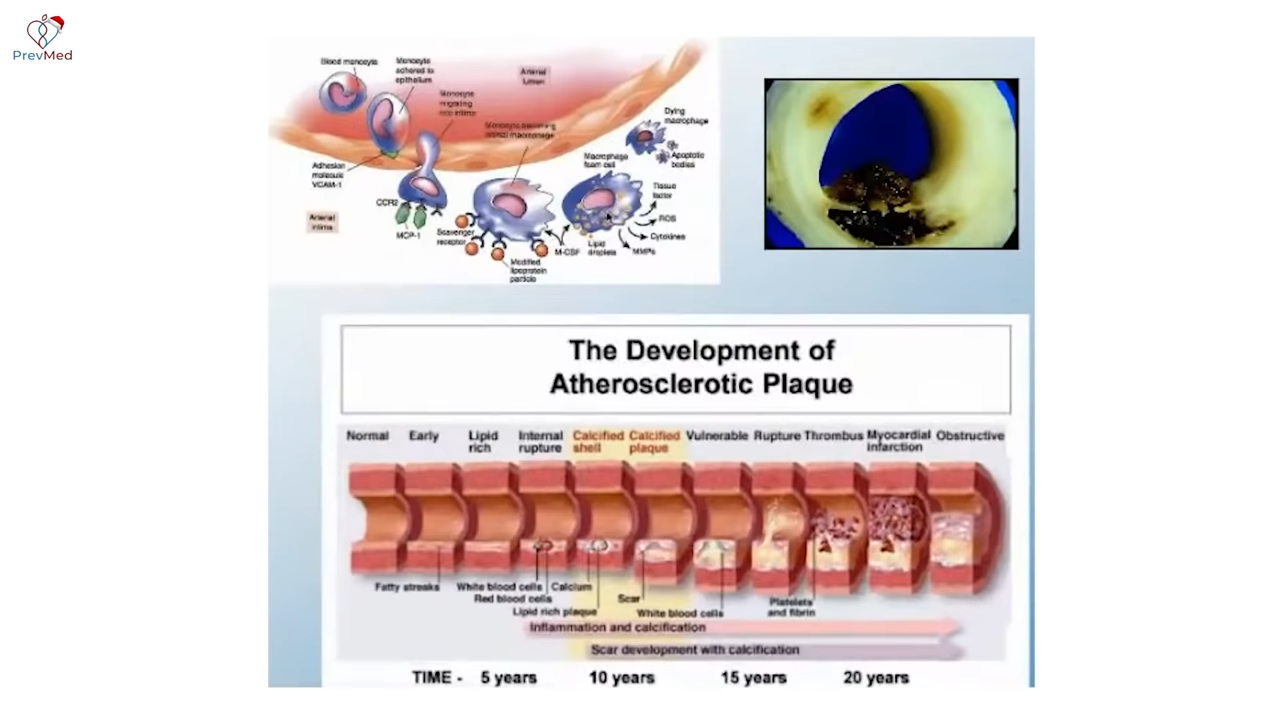 PrevMed
Blood monocyte
Monocyte
adhered to
epithelium
Arterial
Lumen
Monocyte
migrating
into intima
Monocyte becoming
intimal macrophage
Dying
macrophage
Apoptotic
bodies
Macrophage
foam cell
Adhesion
molecule
VCAM-1
Tissue
factor
CCR2
ROS
Arterial
intima
MCP-1
Scavenger
receptor
Cytokines
M-CSF
Lipid
droplets
MMPs
Modified
lipoprotein
particle
The Development of
Atherosclerotic Plaque
Normal
Early
Lipid
rich
Internal
rupture
Calcified
shell
Calcified
plaque
Vulnerable
Rupture
Thrombus
Myocardial
infarction
Obstructive
Fatty streaks
White blood cells
Red blood cells
Calcium
Lipid rich plaque
Scar
White blood cells
Platelets
and fibrin
Inflammation and calcification
Scar development with calcification
TIME - 5 years 10 years 15 years 20 years